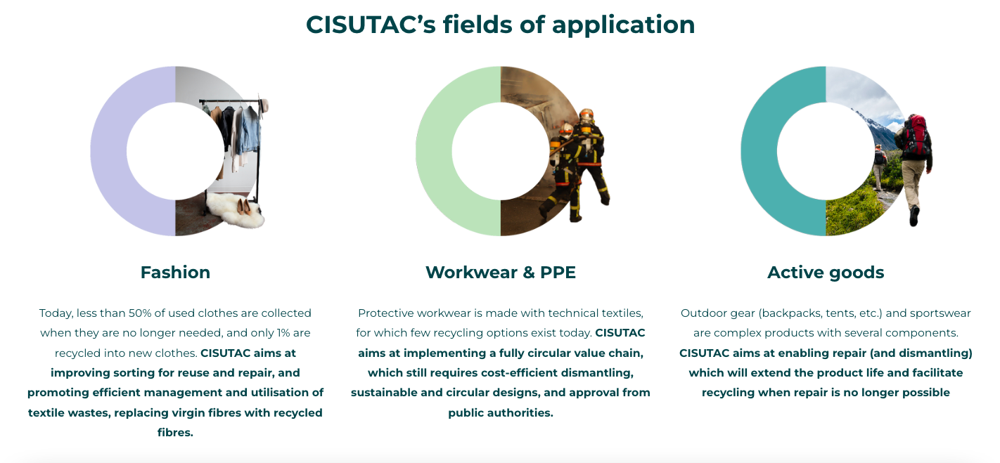 CISUTAC’s fields of application
Fashion
Today, less than 50% of used clothes are collected
when they are no longer needed, and only 1% are
recycled into new clothes. CISUTAC aims at
improving sorting for reuse and repair, and
promoting efficient management and utilisation of
textile wastes, replacing virgin fibres with recycled
fibres.
Workwear & PPE
Protective workwear is made with technical textiles,
for which few recycling options exist today. CISUTAC
aims at implementing a fully circular value chain,
which still requires cost-efficient dismantling,
sustainable and circular designs, and approval from
public authorities.
Active goods
Outdoor gear (backpacks, tents, etc.) and sportswear
are complex products with several components.
CISUTAC aims at enabling repair (and dismantling)
which will extend the product life and facilitate
recycling when repair is no longer possible